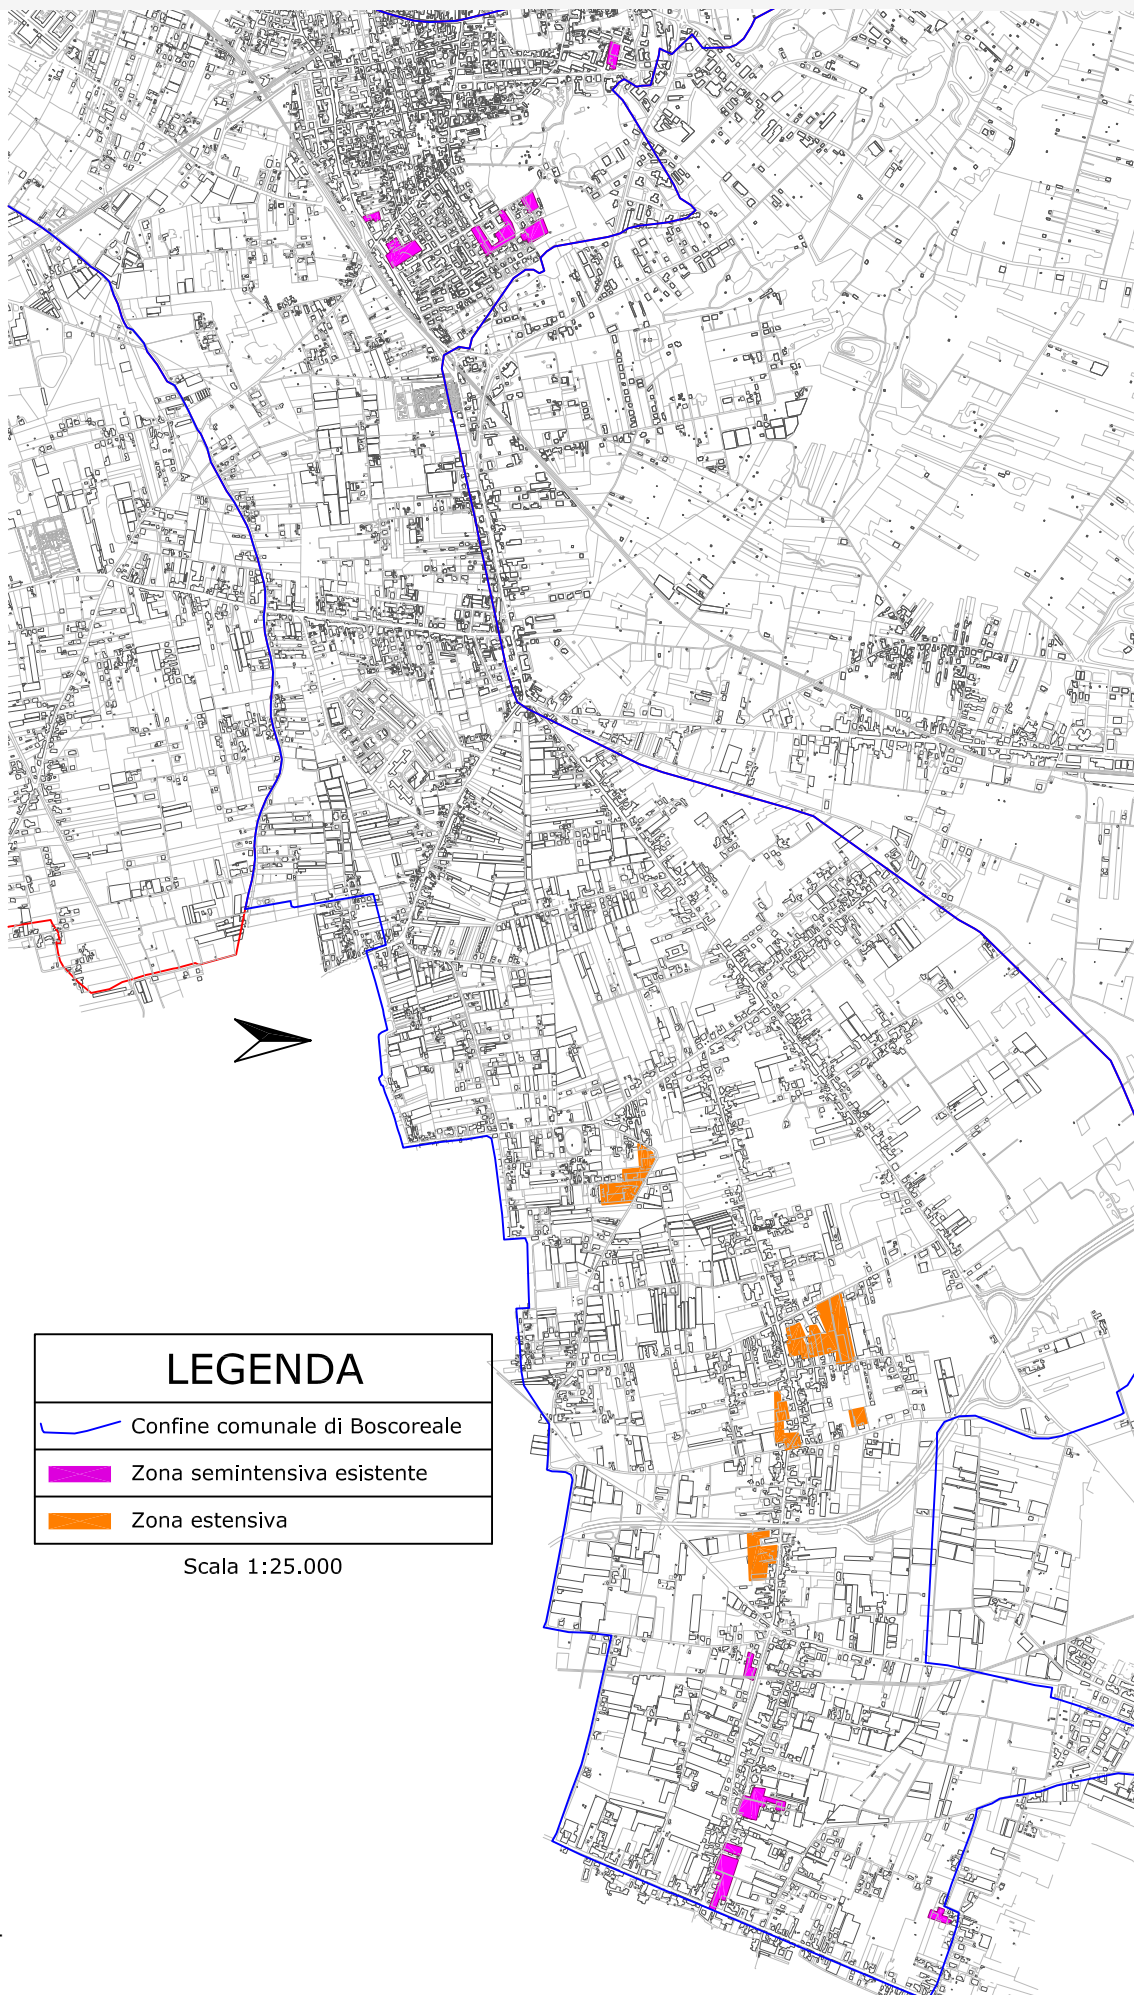 LEGENDA
Confine comunale di Boscoreale
Zona semintensiva esistente
Zona estensiva
Scala 1:25.000